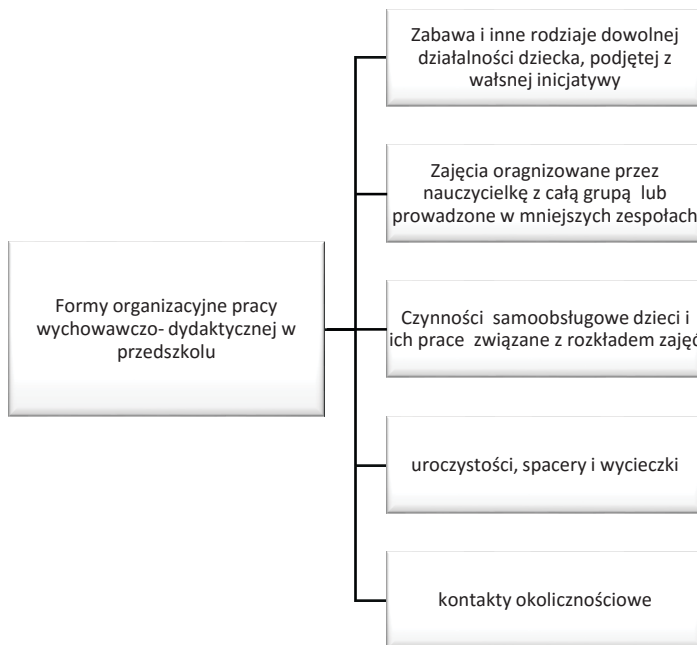 Zabawa i inne rodziaje dowolnej
działalności dziecka, podjętej z
wałsnej inicjatywy
Zajęcia oragnizowane przez
nauczycielkę z całą grupą lub
prowadzone w mniejszych zespołach
Formy organizacyjne pracy
wychowawczo- dydaktycznej w
przedszkolu
Czynności samoobsługowe dzieci i
ich prace związane z rozkładem zajęć
uroczystości, spacery i wycieczki
kontakty okolicznościowe